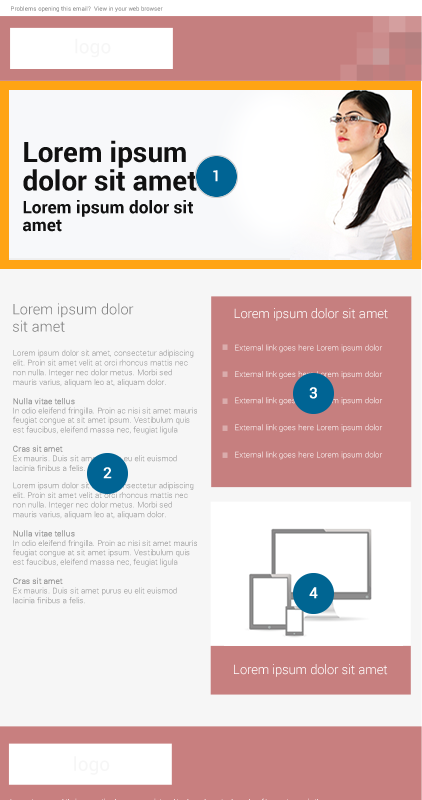 Problems opening this email? View in your web browser
logo
Lorem ipsum
dolor sit amet
1
Lorem ipsum dolor sit
amet
Lorem ipsum dolor
sit amet
Lorem ipsum dolor sit amet, consectetur adipiscing
elit. Proin sit amet enim at orci rhoncus mattis nec
non nulla. Integer nec dolor metus. Morbi sed
mauris varius, aliquam leo at, aliquam dolor.
Nulla vitae tellus
In odio eleifend fringilla. Proin ac nisi sit amet mauris
feugiat congue at sit amet ipsum. Vestibulum quis
est faucibus, eleifend massa nec, feugiat ligula
Cras sit amet
Ex mauris. Duis elit euismod
lacinia finibus a felis.
2
Lorem ipsum dolor adipiscing
elit. Proin sit amet orci rhoncus mattis nec
non nulla. Integer nec dolor metus. Morbi sed
mauris varius, aliquam leo at, aliquam dolor.
Nulla vitae tellus
In odio eleifend fringilla. Proin ac nisi sit amet mauris
feugiat congue at sit amet ipsum. Vestibulum quis
est faucibus, eleifend massa nec, feugiat ligula
Cras sit amet
Ex mauris. Duis sit amet purus eu elit euismod
lacinia finibus a felis.
Lorem ipsum dolor sit amet
External link goes here Lorem ipsum dolor
External link goes here Lorem ipsum dolor
External link goes Lorem ipsum dolor
3
External link goes here Lorem ipsum dolor
External link goes here Lorem ipsum dolor
4
Lorem ipsum dolor sit amet
logo